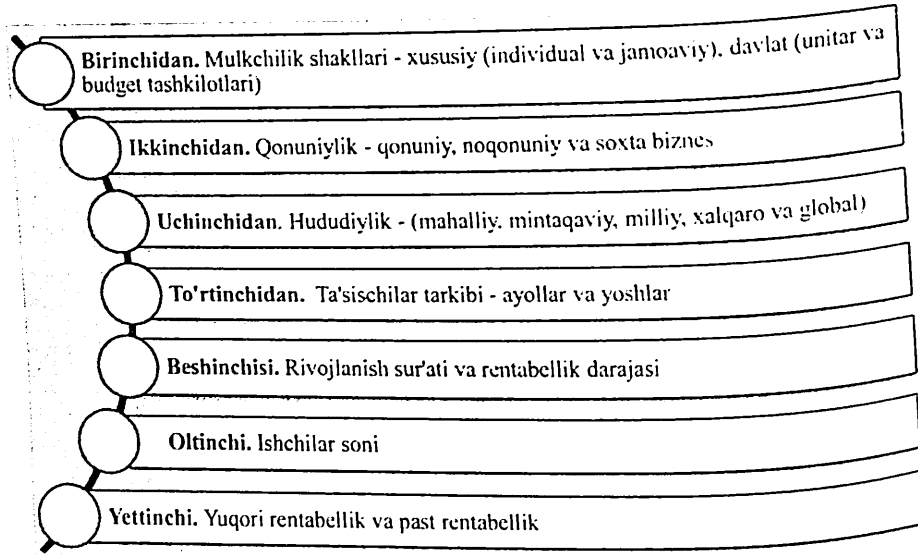 Birinchidan. Mulkchilik shakllari - xususiy (individual va jamoaviy). davlat (unitar va
budget tashkilotlari)
Ikkinchidan. Qonuniylik - qonuniy, noqonuniy va soxta biznes
Uchinchidan. Hududiylik - (mahalliy. mintaqaviy, milliy, xalqaro va global)
To'rtinchidan. Ta'sischilar tarkibi - ayollar va yoshlar
Beshinchisi. Rivojlanish sur'ati va rentabellik darajasi
Oltinchi. Ishchilar soni
Yettinchi. Yuqori rentabellik va past rentabellik